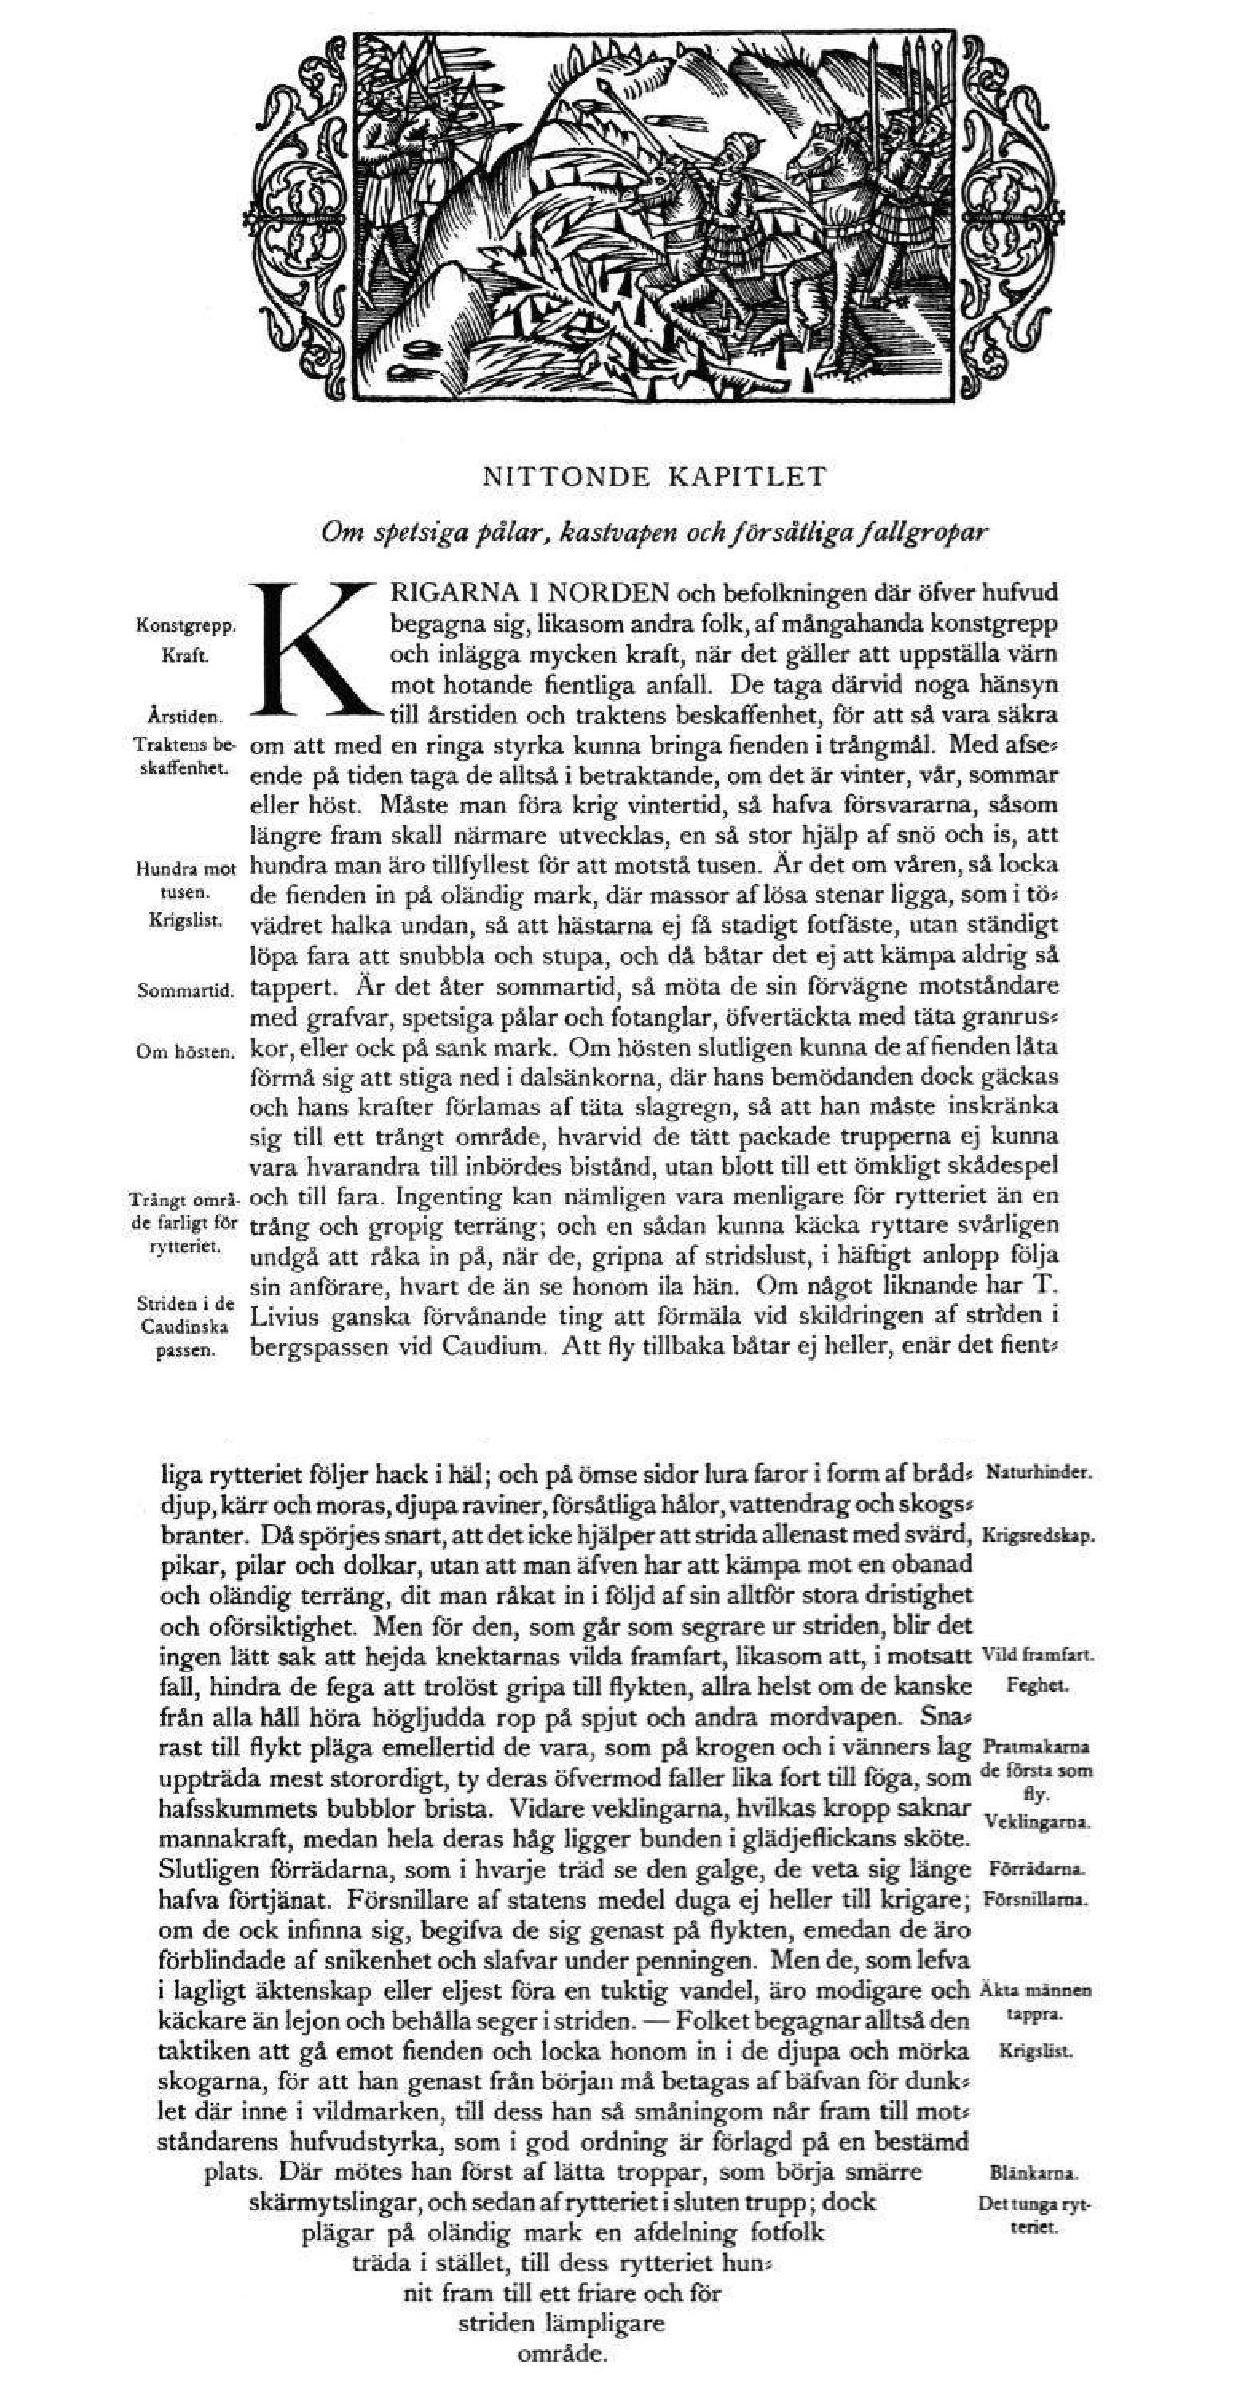 NITTONDE KAPITLET
Om spetsiga pålar, kastvapen och försåtliga fallgropar
KRIGARNA I NORDEN och befolkningen där öfver hufvud
Konstgrepp. begagna sig, likasom andra folk, af mångahanda konstgrepp
Kraft. och inlägga mycken kraft, när det gäller att uppställa värn
mot hotande fientliga anfall. De taga därvid noga hänsyn
Årstiden. till årstiden och traktens beskaffenhet, för att så vara säkra
Traktens be- om att med en ringa styrka kunna bringa fienden i trångmål. Med afse-
skaffenhet. ende på tiden taga de alltså i betraktande, om det är vinter, vår, sommar
eller höst. Måste man föra krig vintertid, så hafva försvararna, såsom
längre fram skall närmare utvecklas, en så stor hjälp af snö och is, att
Hundra mot hundra man äro tillfyllest för att motstå tusen. Är det om våren, så locka
tusen. de fienden in på oländig mark, där massor af lösa stenar ligga, som i tö-
Krigslist. vädret halka undan, så att hästarna ej få stadigt fotfäste, utan ständigt
löpa fara att snubbla och stupa, och då båtar det ej att kämpa aldrig så
Sommartid. tappert. Är det åter sommartid, så möta de sin förvägne motståndare
med grafvar, spetsiga pålar och fotanglar, öfvertäckta med täta granrus-
Om hösten. kor, eller ock på sank mark. Om hösten slutligen kunna de af fienden låta
förmå sig att stiga ned i dalsänkorna, där hans bemödanden dock gäckas
och hans krafter förlamas af täta slagregn, så att han måste inskränka
sig till ett trångt område, hvarvid de tätt packade trupperna ej kunna
vara hvarandra till inbördes bistånd, utan blott till ett ömkligt skådespel
Trångt områ- och till fara. Ingenting kan nämligen vara menligare för rytteriet än en
de farligt för trång och gropig terräng; och en sådan kunna käcka ryttare svårligen
rytteriet. undgå att råka in på, när de, gripna af stridslust, i häftigt anlopp följa
sin anförare, hvart de än se honom ila hän. Om något liknande har T.
Striden i de Livius ganska förvånande ting att förmäla vid skildringen af striden i
Caudinska
passen. bergspassen vid Caudium. Att fly tillbaka båtar ej heller, enär det fient-
liga rytteriet följer hack i häl; och på ömse sidor lura faror i form af bråd- Naturhinder.
djup, kärr och moras, djupa raviner, försåtliga hålor, vattendrag och skogs-
branter. Då spörjes snart, att det icke hjälper att strida allenast med svärd, Krigsredskap.
pikar, pilar och dolkar, utan att man äfven har att kämpa mot en obanad
och oländig terräng, dit man råkat in i följd af sin alltför stora dristighet
och oförsiktighet. Men för den, som går som segrare ur striden, blir det
ingen lätt sak att hejda knektarnas vilda framfart, likasom att, i motsatt Vild framfart.
fall, hindra de fega att trolöst gripa till flykten, allra helst om de kanske Feghet.
från alla håll höra högljudda rop på spjut och andra mordvapen. Sna-
rast till flykt pläga emellertid de vara, som på krogen och i vänners lag Pratmakarna
uppträda mest storordigt, ty deras öfvermod faller lika fort till föga, som de första som
fly.
hafsskummets bubblor brista. Vidare veklingarna, hvilkas kropp saknar Veklingarna.
mannakraft, medan hela deras håg ligger bunden i glädjeflickans sköte.
Slutligen förrädarna, som i hvarje träd se den galge, de veta sig länge Förrädarna.
hafva förtjänat. Försnillare af statens medel duga ej heller till krigare; Försnillarna.
om de ock infinna sig, begifva de sig genast på flykten, emedan de äro
förblindade af snikenhet och slafvar under penningen. Men de, som lefva
i lagligt äktenskap eller eljest föra en tuktig vandel, äro modigare och Äkta männen
käckare än lejon och behålla seger i striden. — Folket begagnar alltså den tappra.
taktiken att gå emot fienden och locka honom in i de djupa och mörka Krigslist.
skogarna, för att han genast från början må betagas af bäfvan för dunk-
let där inne i vildmarken, till dess han så småningom når fram till mot-
ståndarens hufvudstyrka, som i god ordning är förlagd på en bestämd
plats. Där mötes han först af lätta troppar, som börja smärre Blänkarna.
skärmytslingar, och sedan af rytteriet i sluten trupp; dock Det tunga ryt-
plägar på oländig mark en afdelning fotfolk teriet.
träda i stället, till dess rytteriet hun-
nit fram till ett friare och för
striden lämpligare
område.